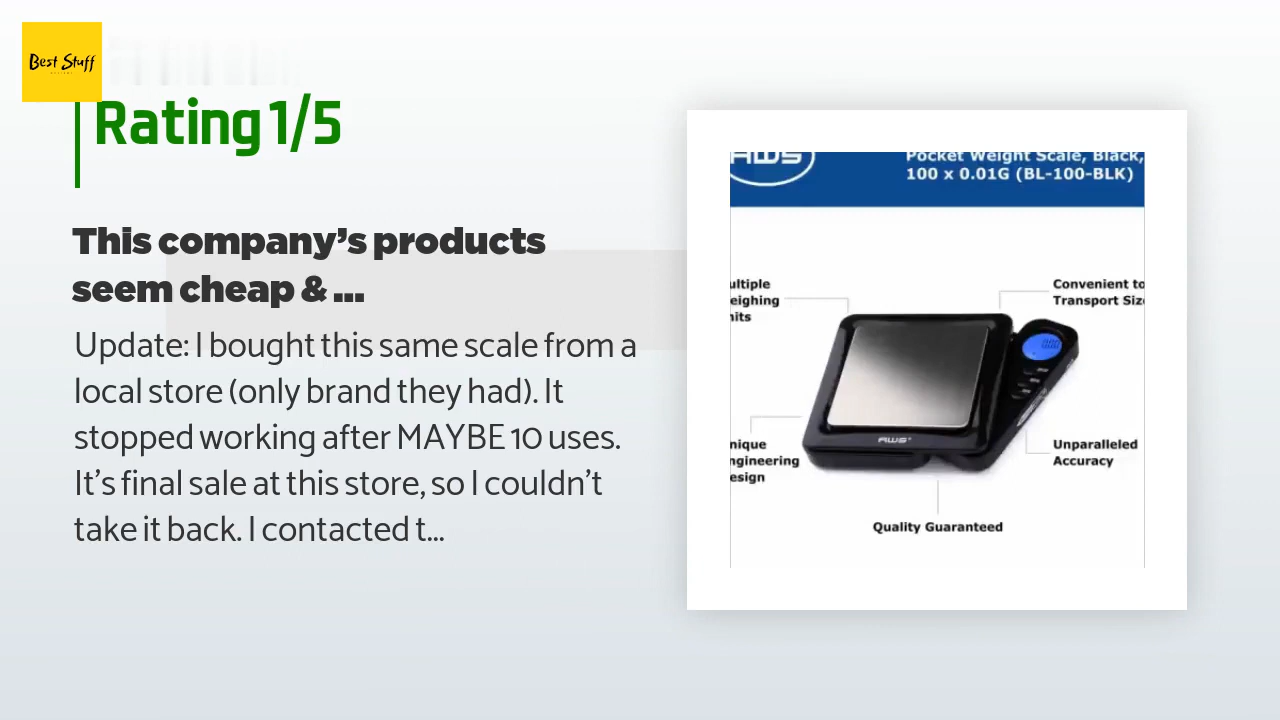 Best Stuff
Rating 1/5
This company's products
seem cheap & ...
Update: I bought this same scale from a
local store (only brand they had). It
stopped working after MAYBE 10 uses.
It's final sale at this store, so I couldn't
take it back. I contacted t...
AWS
Pocket Weight Scale, Black,
100 x 0.01G (BL-100-BLK)
ultiple
eighing
nits
Convenient to
Transport Size
AWS
nique
ngineering
esign
Unparalleled
Accuracy
Quality Guaranteed